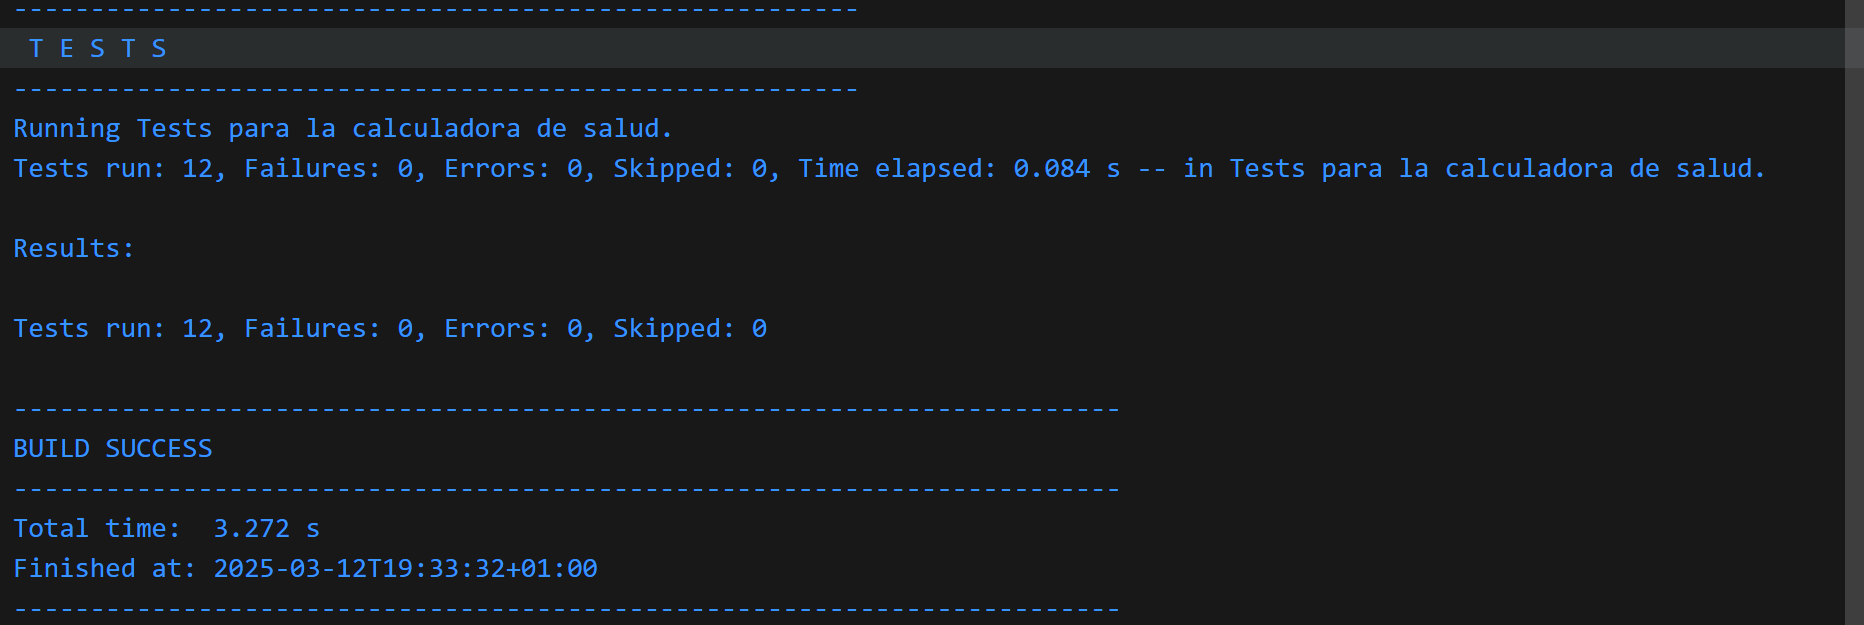 -------------------------------------------------------
 T E S T S
-------------------------------------------------------
Running Tests para la calculadora de salud.
Tests run: 12, Failures: 0, Errors: 0, Skipped: 0, Time elapsed: 0.084 s -- in Tests para la calculadora de salud.
Results:
Tests run: 12, Failures: 0, Errors: 0, Skipped: 0
------------------------------------------------------------------------
BUILD SUCCESS
------------------------------------------------------------------------
Total time:  3.272 s
Finished at: 2025-03-12T19:33:32+01:00
------------------------------------------------------------------------